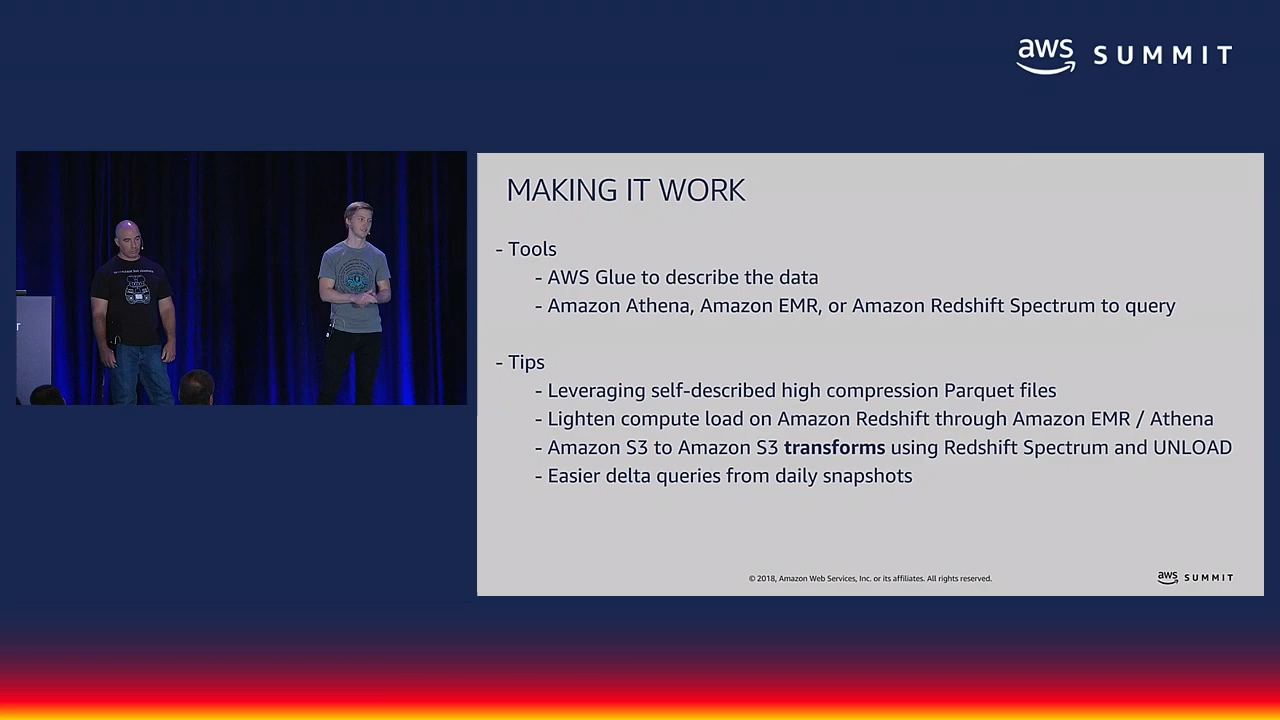 aws SUMMIT
MAKING IT WORK
- Tools
- AWS Glue to describe the data
- Amazon Athena, Amazon EMR, or Amazon Redshift Spectrum to query
- Tips
- Leveraging self-described high compression Parquet files
- Lighten compute load on Amazon Redshift through Amazon EMR / Athena
- Amazon S3 to Amazon S3 transforms using Redshift Spectrum and UNLOAD
- Easier delta queries from daily snapshots
© 2018, Amazon Web Services, Inc. or its affiliates. All rights reserved.
aws SUMMIT
T